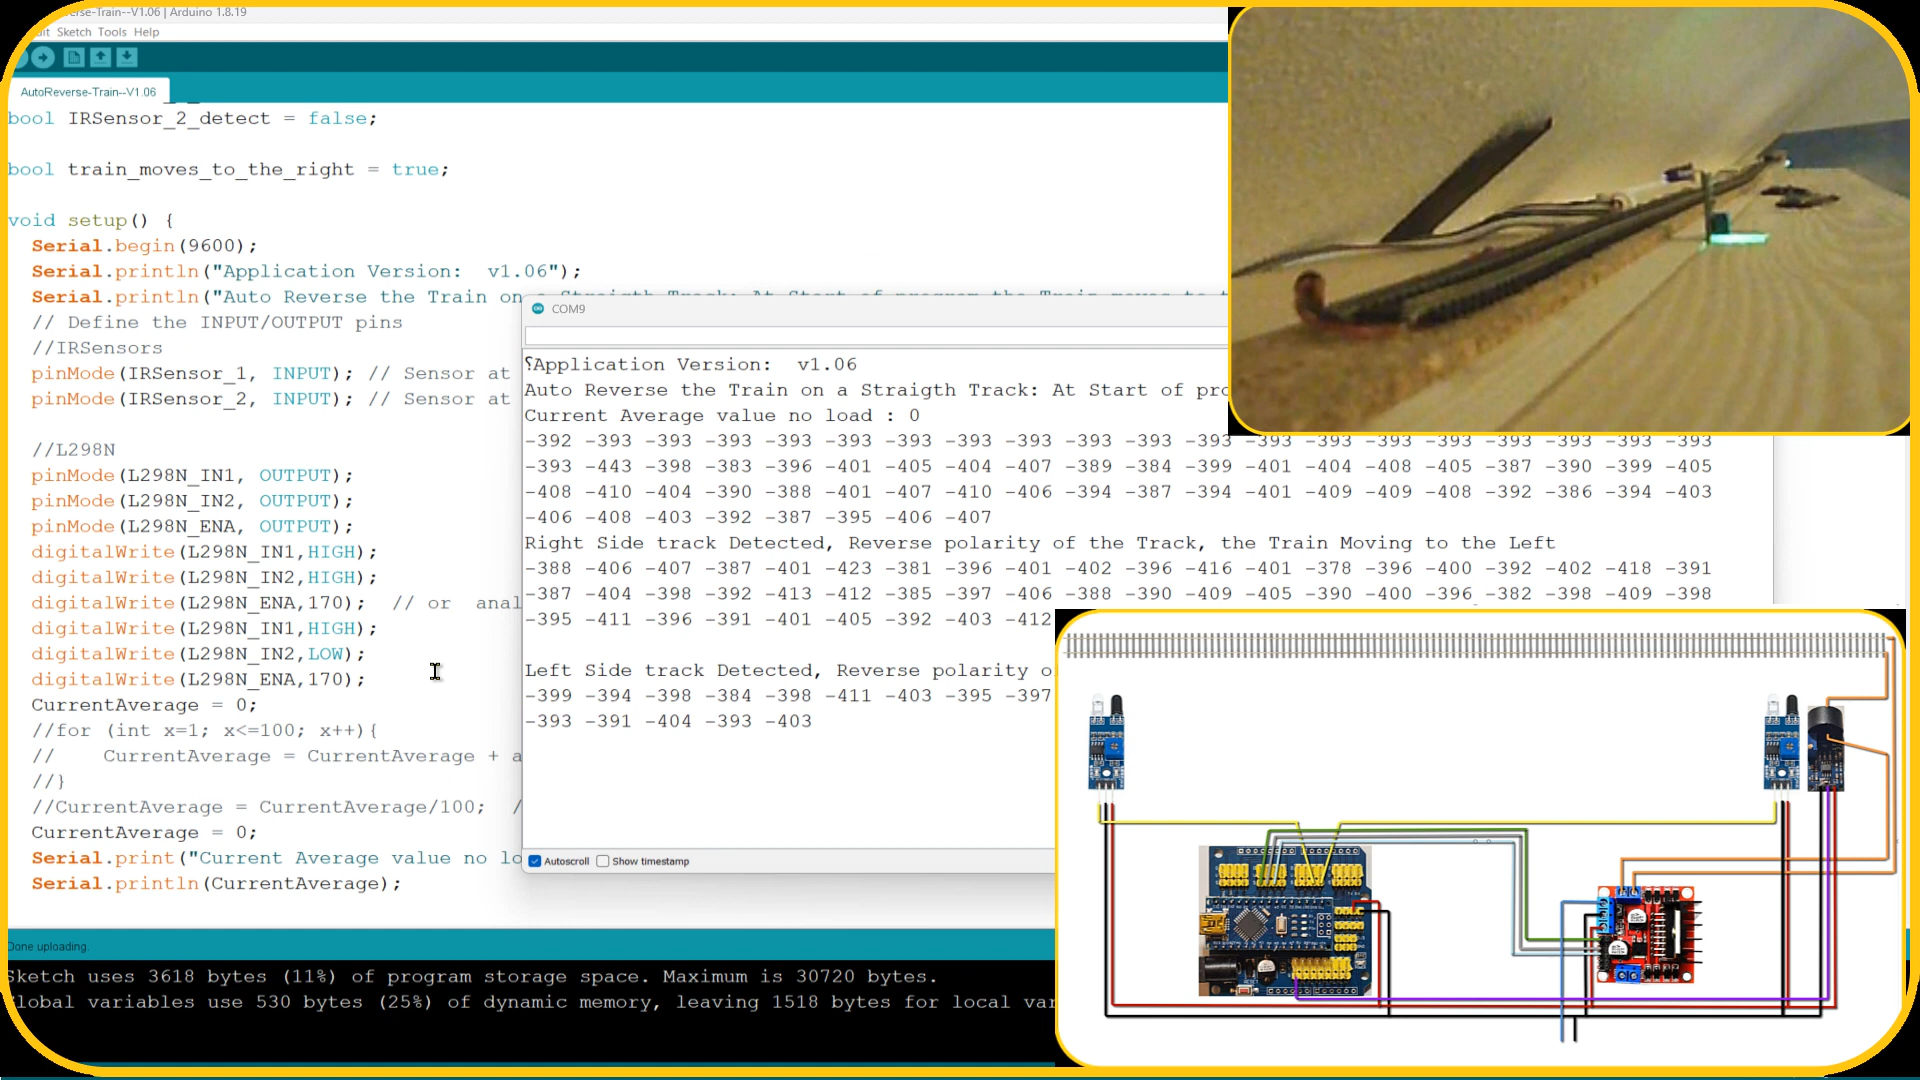 erse-Train--V1.06 | Arduino 1.8.19
Sketch Tools Help
AutoReverse-Train--V1.06
bool IRSensor_2_detect = false;
bool train_moves_to_the_right = true;
void setup() {
Serial.begin(9600);
Serial.println("Application Version:  v1.06");
Serial.println("Auto Reverse the Train on
// Define the INPUT/OUTPUT pins
//IRSensors
pinMode(IRSensor_1, INPUT); // Sensor at
pinMode(IRSensor_2, INPUT); // Sensor at
//L298N
pinMode(L298N_IN1, OUTPUT);
pinMode(L298N_IN2, OUTPUT);
pinMode(L298N_ENA, OUTPUT);
digitalWrite(L298N_IN1,HIGH);
digitalWrite(L298N_IN2,HIGH);
digitalWrite(L298N_ENA,170);  // or  anal
digitalWrite(L298N_IN1,HIGH);
digitalWrite(L298N_IN2,LOW);
digitalWrite(L298N_ENA,170);
CurrentAverage = 0;
//for (int x=1; x<=100; x++){
//    CurrentAverage = CurrentAverage + a
//}
//CurrentAverage = CurrentAverage/100;  /
CurrentAverage = 0;
Serial.print("Current Average value no lo
Serial.println(CurrentAverage);
COM9
⸮Application Version:  v1.06
Auto Reverse the Train on a Straigth Track: At Start of pro
Current Average value no load : 0
-392 -393 -393 -393 -393 -393 -393 -393 -393 -393 -393 -393 -393 -393 -393 -393 -393 -393 -393 -393
-393 -443 -398 -383 -396 -401 -405 -404 -407 -389 -384 -399 -401 -404 -408 -405 -387 -390 -399 -405
-408 -410 -404 -390 -388 -401 -407 -410 -406 -394 -387 -394 -401 -409 -409 -408 -392 -386 -394 -403
-406 -408 -403 -392 -387 -395 -406 -407
Right Side track Detected, Reverse polarity of the Track, the Train Moving to the Left
-388 -406 -407 -387 -401 -423 -381 -396 -401 -402 -396 -416 -401 -378 -396 -400 -392 -402 -418 -391
-387 -404 -398 -392 -413 -412 -385 -397 -406 -388 -400 -409 -405 -390 -400 -396 -382 -398 -409 -398
-395 -411 -396 -391 -401 -405 -392 -403 -412
Left Side track Detected, Reverse polarity o
-399 -394 -398 -384 -398 -411 -403 -395 -397
-393 -391 -404 -393 -403
Autoscroll Show timestamp
Done uploading.
Sketch uses 3618 bytes (11%) of program storage space. Maximum is 30720 bytes.
Global variables use 530 bytes (25%) of dynamic memory, leaving 1518 bytes for local var